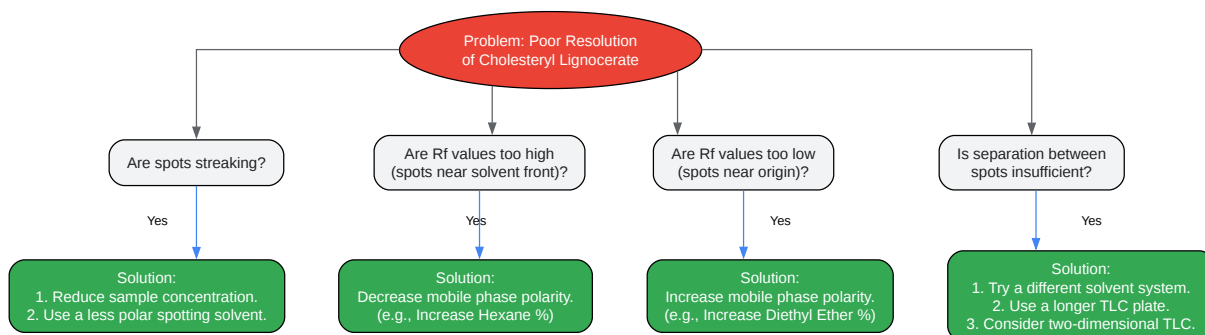 Problem: Poor Resolution
of Cholesteryl Lignocerate
Are spots streaking?
Are Rf values too high
(spots near solvent front)?
Are Rf values too low
(spots near origin)?
Is separation between
spots insufficient?
Yes
Yes
Yes
Yes
Solution:
1. Reduce sample concentration.
2. Use a less polar spotting solvent.
Solution:
Decrease mobile phase polarity.
(e.g., Increase Hexane %)
Solution:
Increase mobile phase polarity.
(e.g., Increase Diethyl Ether %)
Solution:
1. Try a different solvent system.
2. Use a longer TLC plate.
3. Consider two-dimensional TLC.